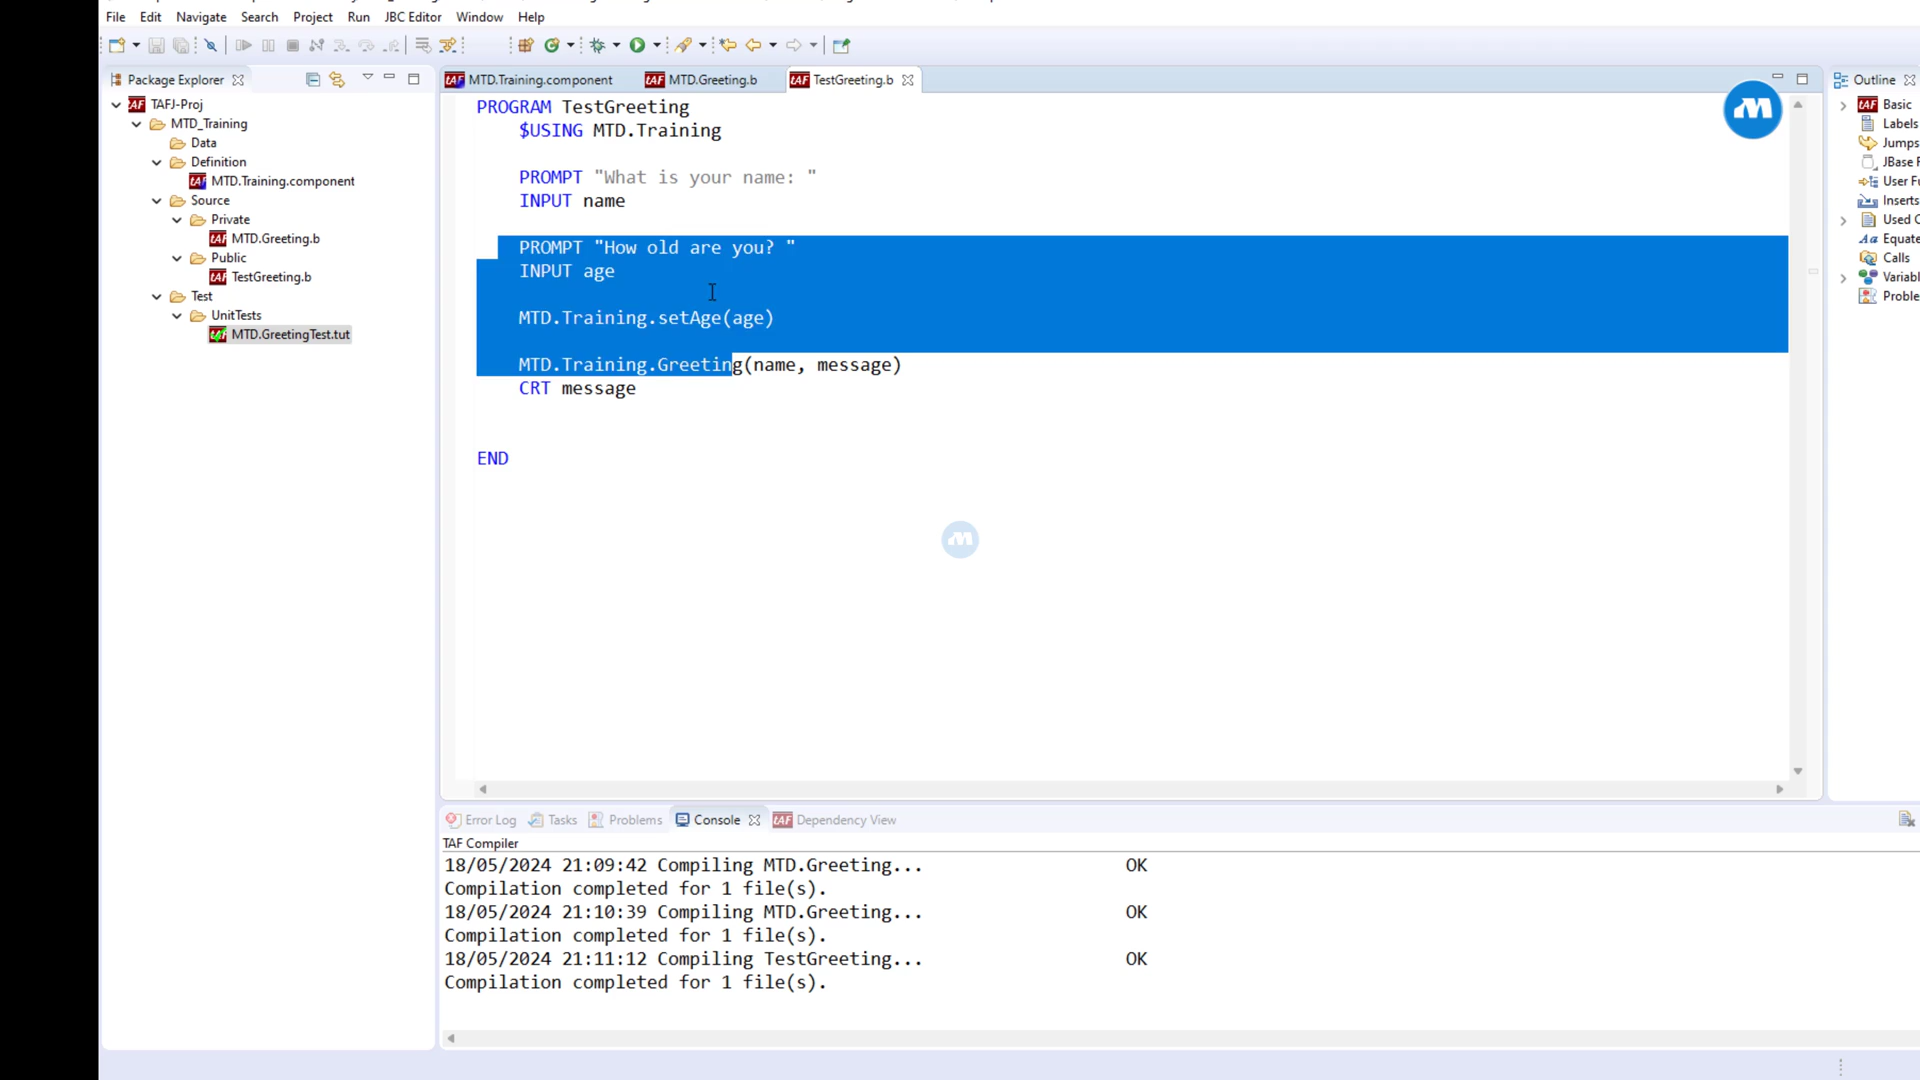 File Edit Navigate Search Project Run JBC Editor Window Help
Package Explorer
TAFJ-Proj
MTD_Training
Data
Definition
MTD.Training.component
Source
Private
MTD.Greeting.b
Public
TestGreeting.b
Test
UnitTests
MTD.GreetingTest.tut
MTD.Training.component MTD.Greeting.b TestGreeting.b
PROGRAM TestGreeting
$USING MTD.Training
PROMPT "What is your name: "
INPUT name
PROMPT "How old are you? "
INPUT age
MTD.Training.setAge(age)
MTD.Training.Greeting(name, message)
CRT message
END
Outline
Basic
Labels
Jumps
JBase F
User Fu
Inserts
Used C
Equate
Calls
Variabl
Proble
Error Log Tasks Problems Console Dependency View
TAF Compiler
18/05/2024 21:09:42 Compiling MTD.Greeting... OK
Compilation completed for 1 file(s).
18/05/2024 21:10:39 Compiling MTD.Greeting... OK
Compilation completed for 1 file(s).
18/05/2024 21:11:12 Compiling TestGreeting... OK
Compilation completed for 1 file(s).